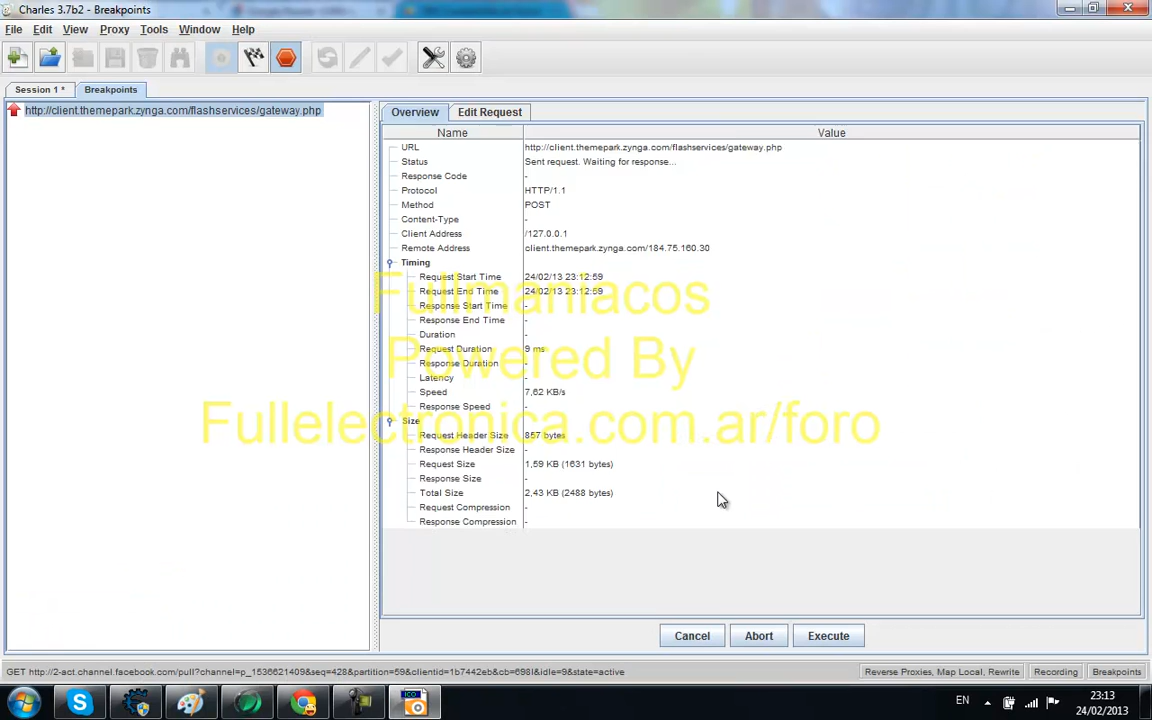 Charles 3.7b2 - Breakpoints
File Edit View Proxy Tools Window Help
Session 1 * Breakpoints
http://client.themepark.zynga.com/flashservices/gateway.php
Overview Edit Request
Name Value
URL http://client.themepark.zynga.com/flashservices/gateway.php
Status Sent request. Waiting for response...
Response Code -
Protocol HTTP/1.1
Method POST
Content-Type -
Client Address /127.0.0.1
Remote Address client.themepark.zynga.com/184.75.160.30
Timing
Request Start Time 24/02/13 23:12:59
Request End Time 24/02/13 23:12:59
Response Start Time -
Response End Time -
Duration -
Request Duration 9 ms
Response Duration -
Latency -
Speed 7,62 KB/s
Response Speed -
Size
Request Header Size 857 bytes
Response Header Size -
Request Size 1,59 KB (1631 bytes)
Response Size -
Total Size 2,43 KB (2488 bytes)
Request Compression -
Response Compression -
Fullmaniacos
Powered By
Fullelectronica.com.ar/foro
Cancel Abort Execute
GET http://2-act.channel.facebook.com/pull?channel=p_1536621409&seq=428&partition=59&clientid=1b7442eb&cb=698l&idle=9&state=active
Reverse Proxies, Map Local, Rewrite Recording Breakpoints
EN 23:13
24/02/2013